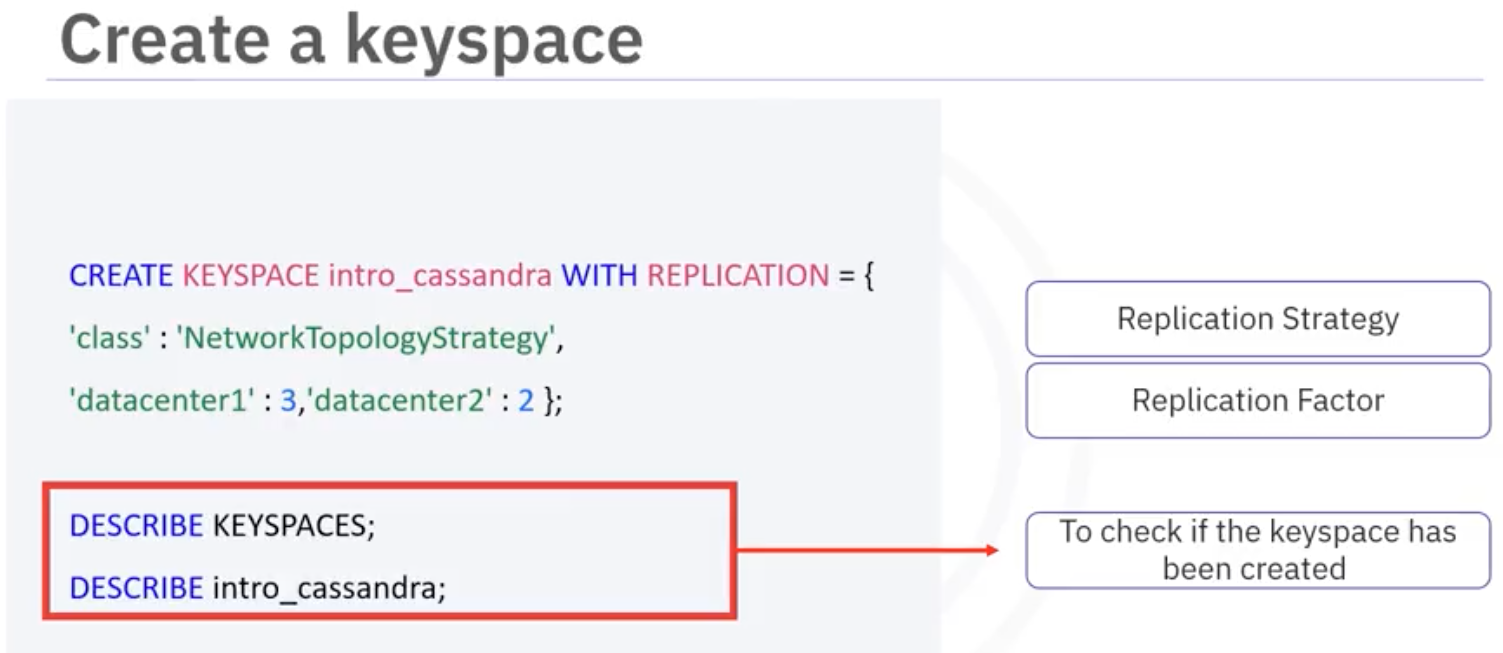 Create a keyspace
CREATE KEYSPACE intro_cassandra WITH REPLICATION = {
'class' : 'NetworkTopologyStrategy',
'datacenter1' : 3,'datacenter2' : 2 };
Replication Strategy
Replication Factor
DESCRIBE KEYSPACES;
DESCRIBE intro_cassandra;
To check if the keyspace has
been created